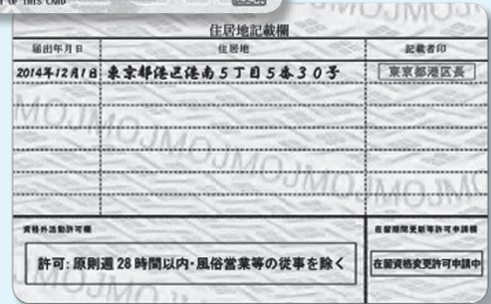 OF THIS CARD
住居地記載欄
届出年月日 住居地 記載者印
2014年12月1日 東京都港区港南5丁目5番30号 東京都港区長
MOJMOJMOJMOJMOJ
資格外活動許可欄 在留期間更新等許可申請欄
許可:原則週28時間以内・風俗営業等の従事を除く 在留資格変更許可申請中